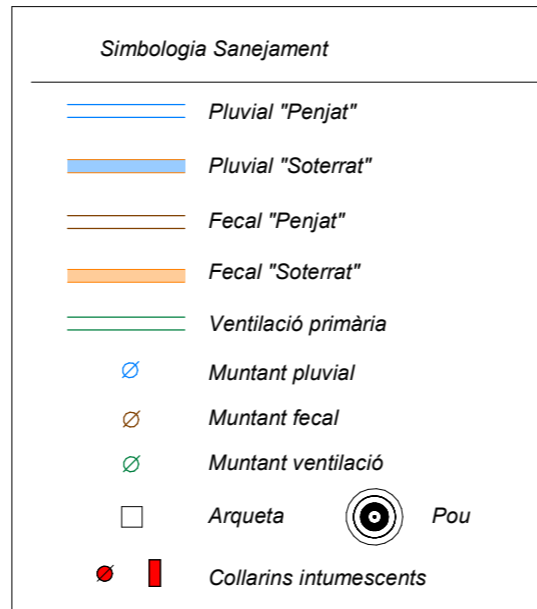 Simbologia Sanejament
Pluvial "Penjat"
Pluvial "Soterrat"
Fecal "Penjat"
Fecal "Soterrat"
Ventilació primària
Muntant pluvial
Muntant fecal
Muntant ventilació
Arqueta Pou
Collarins intumescents